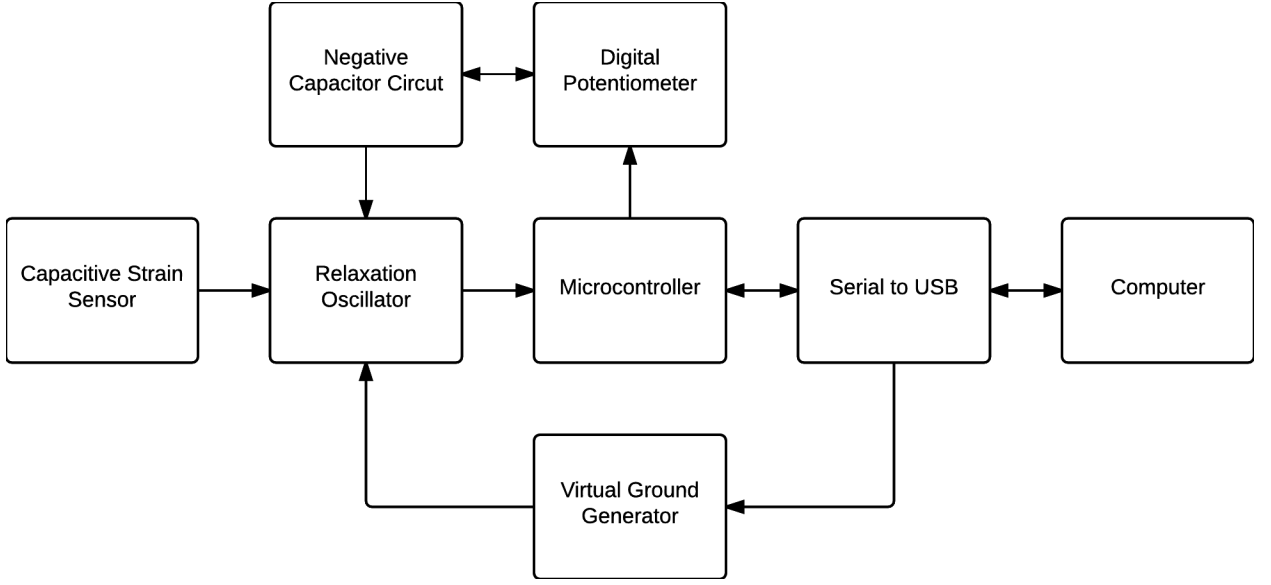 Negative
Capacitor Circut
Digital
Potentiometer
Capacitive Strain
Sensor
Relaxation
Oscillator
Microcontroller
Serial to USB
Computer
Virtual Ground
Generator